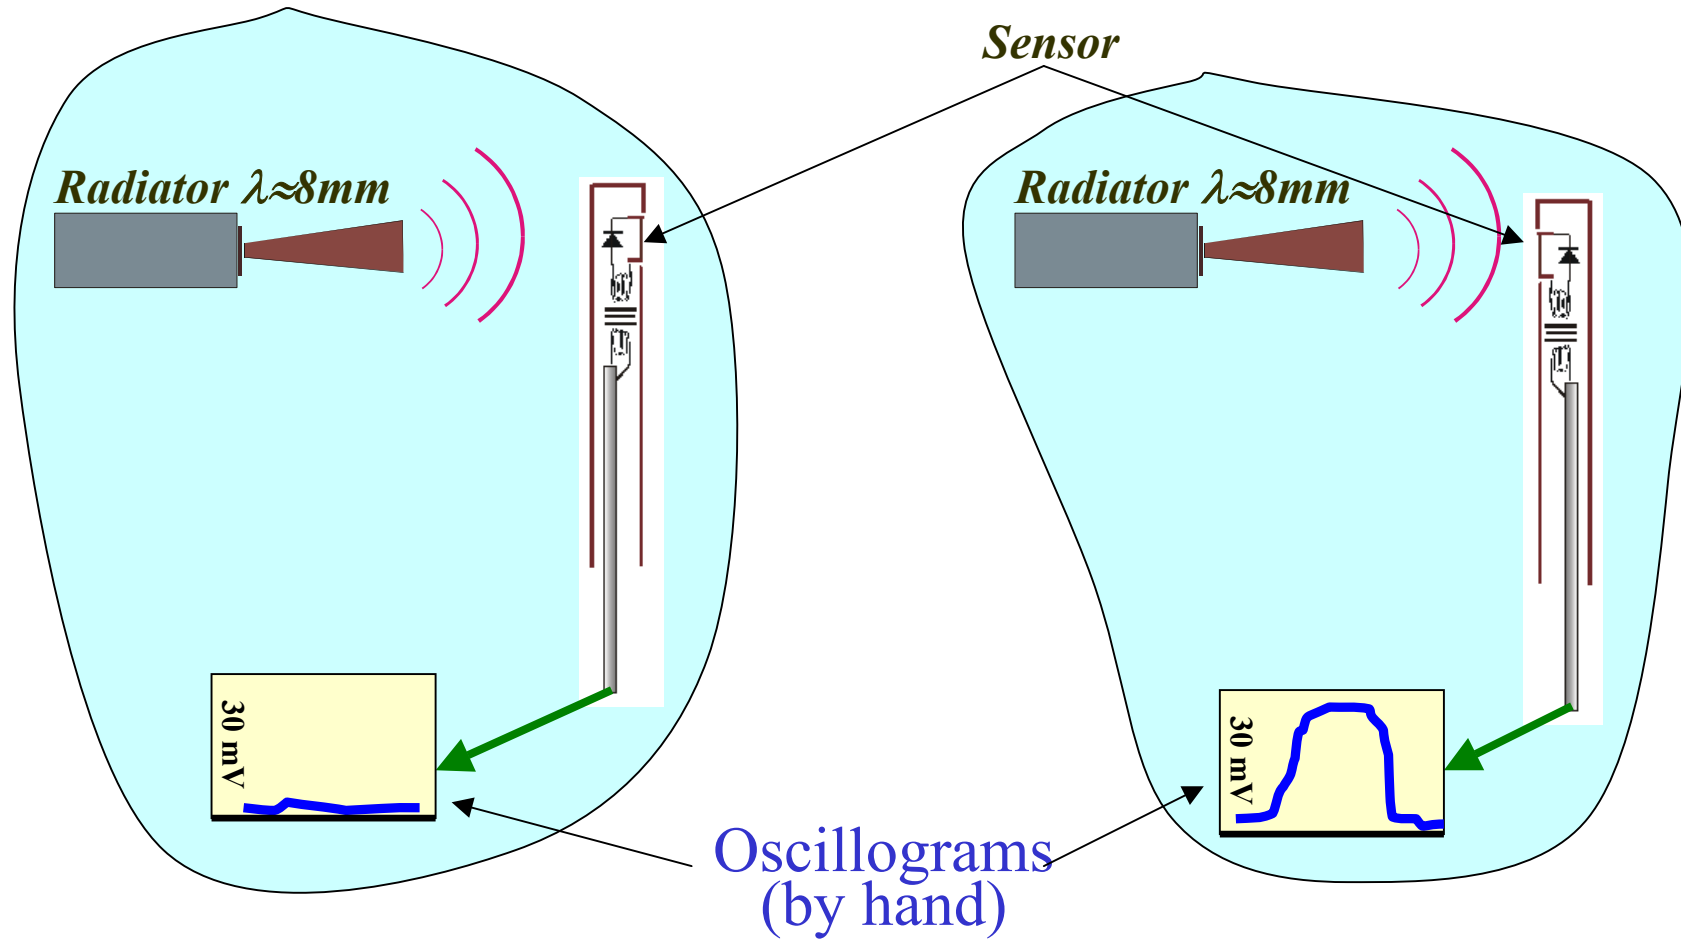 Sensor
Radiator λ≈8mm
Radiator λ≈8mm
30 mV
30 mV
Oscillograms
(by hand)